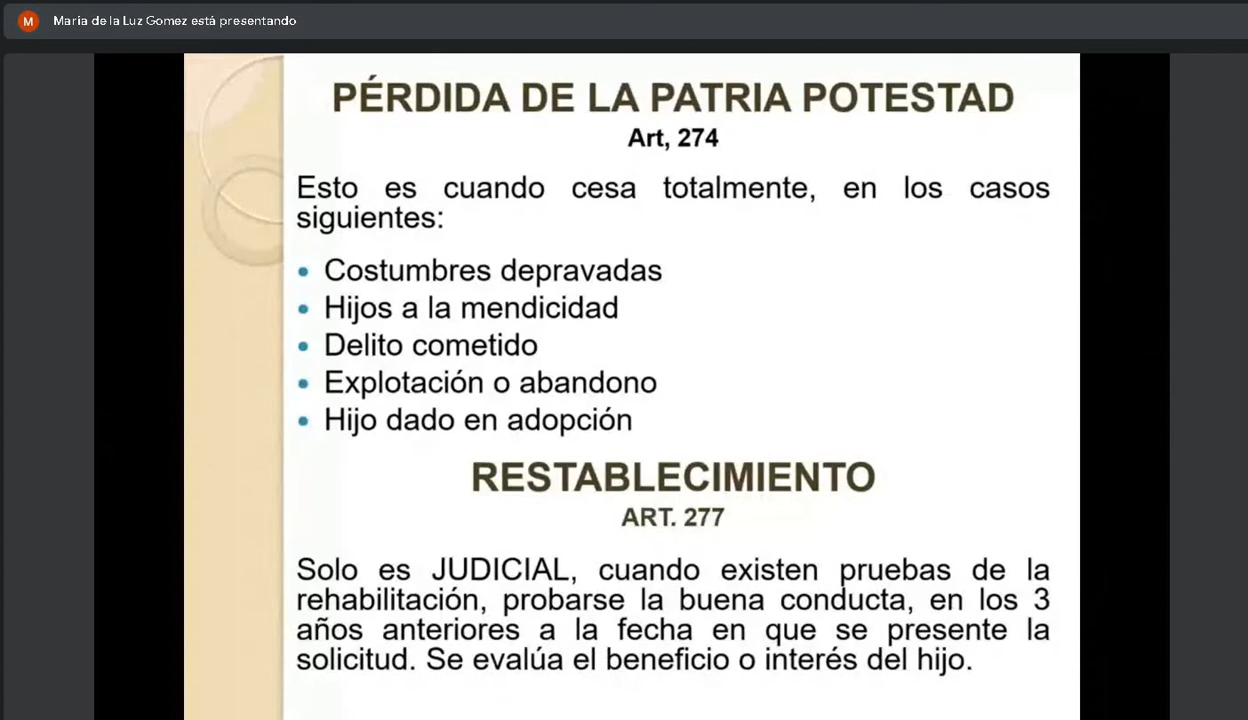 M
María de la Luz Gomez está presentando
PÉRDIDA DE LA PATRIA POTESTAD
Art, 274
Esto es cuando cesa totalmente, en los casos
siguientes:
• Costumbres depravadas
• Hijos a la mendicidad
• Delito cometido
• Explotación o abandono
• Hijo dado en adopción
RESTABLECIMIENTO
ART. 277
Solo es JUDICIAL, cuando existen pruebas de la
rehabilitación, probarse la buena conducta, en los 3
años anteriores a la fecha en que se presente la
solicitud. Se evalúa el beneficio o interés del hijo.